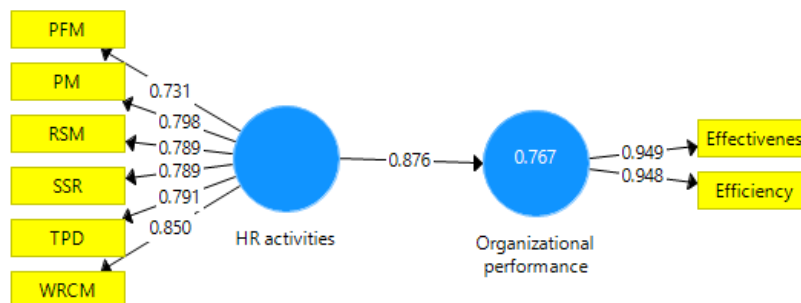 PFM
PM
RSM
SSR
TPD
WRCM
0.731
0.798
0.789
0.789
0.791
0.850
HR activities
0.876
0.767
Organizational
performance
0.949
0.948
Effectivenes
Efficiency